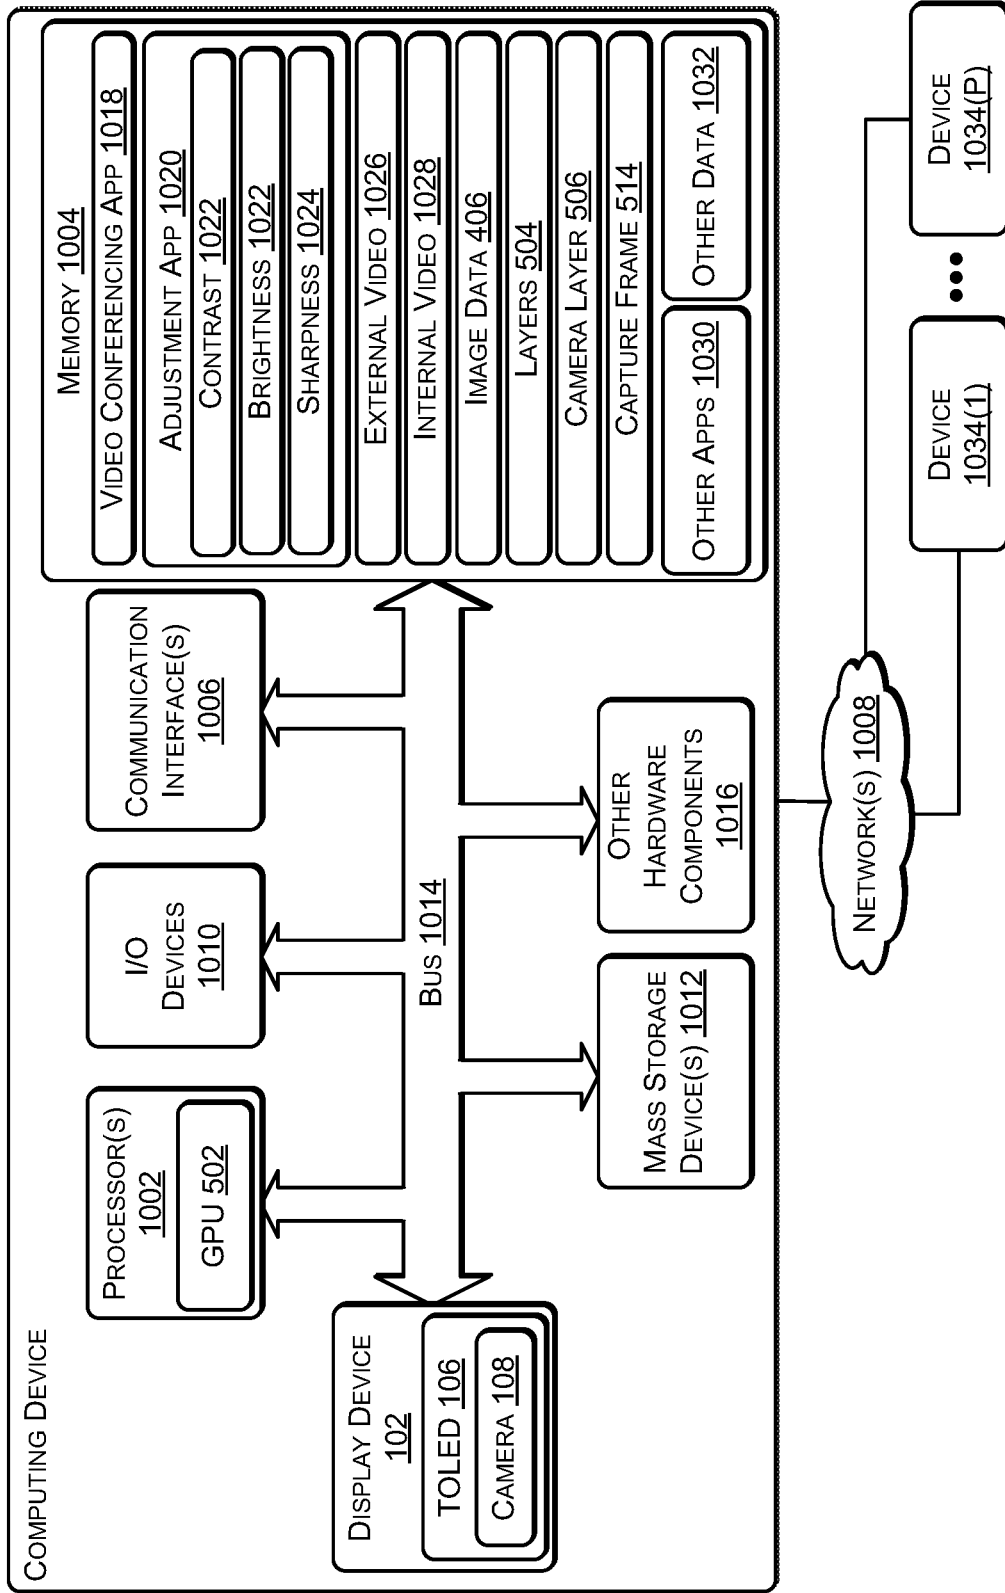 COMPUTING DEVICE
PROCESSOR(S)
1002
GPU 502
I/O
DEVICES
1010
COMMUNICATION
INTERFACE(S)
1006
MEMORY 1004
VIDEO CONFERENCING APP 1018
ADJUSTMENT APP 1020
CONTRAST 1022
BRIGHTNESS 1022
SHARPNESS 1024
EXTERNAL VIDEO 1026
INTERNAL VIDEO 1028
IMAGE DATA 406
LAYERS 504
CAMERA LAYER 506
CAPTURE FRAME 514
OTHER APPS 1030
OTHER DATA 1032
DISPLAY DEVICE
102
TOLED 106
CAMERA 108
BUS 1014
MASS STORAGE
DEVICE(S) 1012
OTHER
HARDWARE
COMPONENTS
1016
NETWORK(S) 1008
DEVICE
1034(1)
•••
DEVICE
1034(P)